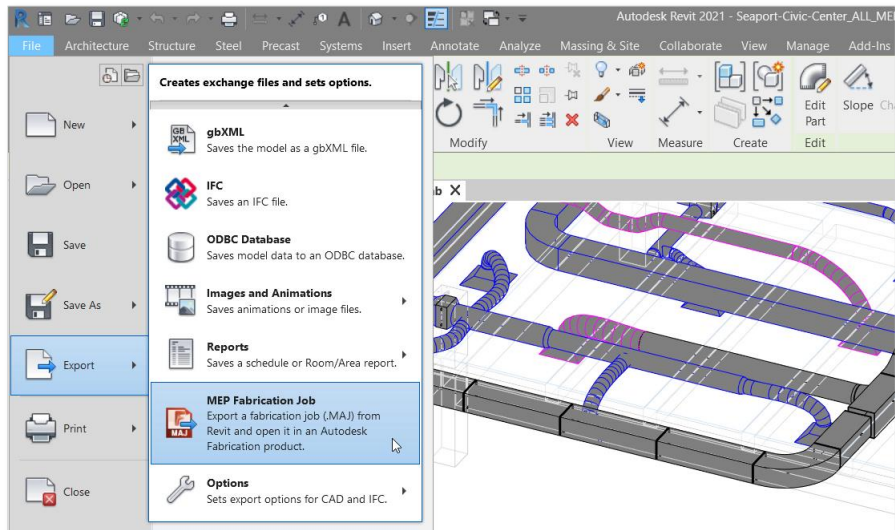 Autodesk Revit 2021 - Seaport-Civic-Center_ALL_MEP
File Architecture Structure Steel Precast Systems Insert Annotate Analyze Massing & Site Collaborate View Manage Add-Ins
Creates exchange files and sets options.
New
Open
Save
Save As
Export
Print
Close
GB
XML
gbXML
Saves the model as a gbXML file.
IFC
Saves an IFC file.
ODBC Database
Saves model data to an ODBC database.
Images and Animations
Saves animations or image files.
Reports
Saves a schedule or Room/Area report.
MAJ
MEP Fabrication Job
Export a fabrication job (.MAJ) from
Revit and open it in an Autodesk
Fabrication product.
Options
Sets export options for CAD and IFC.
Edit
Part
Slope
Modify View Measure Create Edit